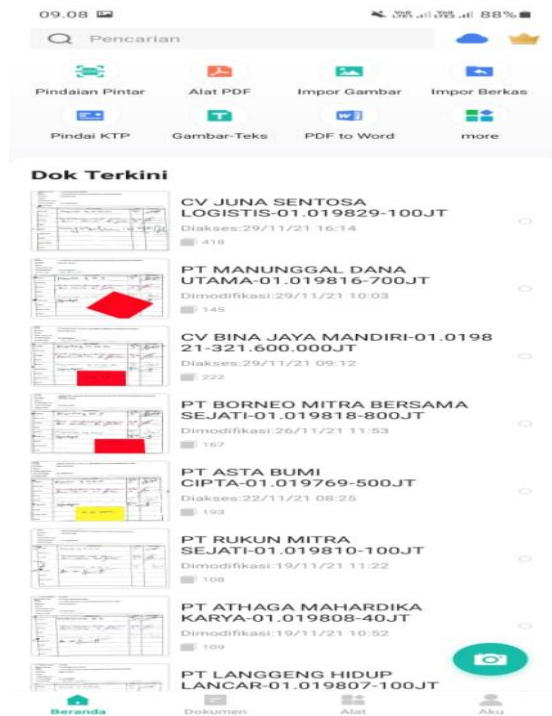 09.08
88%
Pencarian
Pindaian Pintar
Alat PDF
Impor Gambar
Impor Berkas
Pindai KTP
Gambar-Teks
PDF to Word
more
Dok Terkini
CV JUNA SENTOSA
LOGISTIS-01.019829-100JT
Diakses:29/11/21 16:14
418
PT MANUNGGAL DANA
UTAMA-01.019816-700JT
Dimodifikasi:29/11/21 10:03
145
CV BINA JAYA MANDIRI-01.0198
21-321.600.000JT
Diakses:29/11/21 09:12
222
PT BORNEO MITRA BERSAMA
SEJATI-01.019818-800JT
Dimodifikasi:26/11/21 11:53
167
PT ASTA BUMI
CIPTA-01.019769-500JT
Diakses:22/11/21 08:25
193
PT RUKUN MITRA
SEJATI-01.019810-100JT
Dimodifikasi:19/11/21 11:22
108
PT ATHAGA MAHARDIKA
KARYA-01.019808-40JT
Dimodifikasi:19/11/21 10:52
109
PT LANGGENG HIDUP
LANCAR-01.019807-100JT
Beranda
Dokumen
Alat
Aku